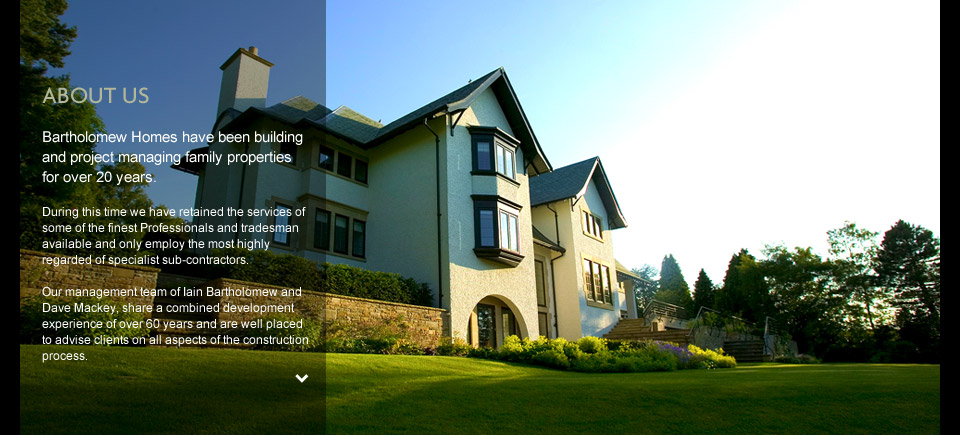 ABOUT US
Bartholomew Homes have been building
and project managing family properties
for over 20 years.
During this time we have retained the services of
some of the finest Professionals and tradesman
available and only employ the most highly
regarded of specialist sub-contractors.
Our management team of Iain Bartholomew and
Dave Mackey, share a combined development
experience of over 60 years and are well placed
to advise clients on all aspects of the construction
process.